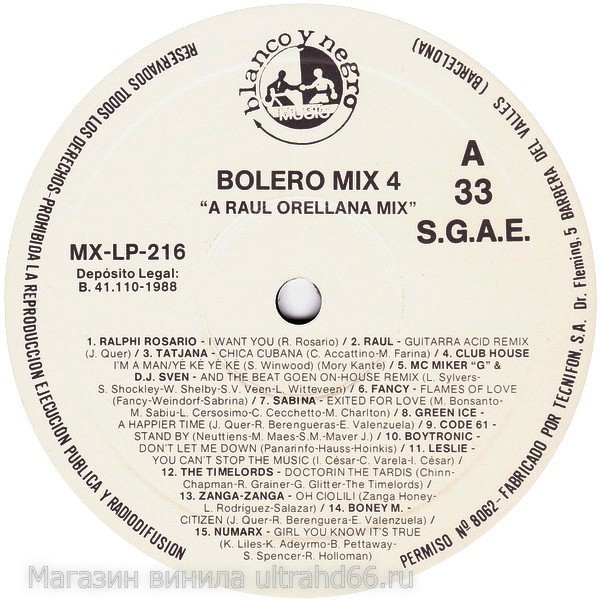 blanco y negro
MUSIC
BOLERO MIX 4
“A RAUL ORELLANA MIX”
A
33
S.G.A.E.
MX-LP-216
Depósito Legal:
B. 41.110-1988
1. RALPHI ROSARIO - I WANT YOU (R. Rosario) / 2. RAUL - GUITARRA ACID REMIX
(J. Quer) / 3. TATJANA - CHICA CUBANA (C. Accattino-M. Farina) / 4. CLUB HOUSE
I'M A MAN/YE KE YÉ KE (S. Winwood) (Mory Kante) / 5. MC MIKER "G" &
D.J. SVEN - AND THE BEAT GOES ON-HOUSE REMIX (L. Sylvers-
S. Shockley-W. Shelby-S.V. Veen-L. Witteveen) / 6. FANCY - FLAMES OF LOVE
(Fancy-Weindorf-Sabrina) / 7. SABINA - EXITED FOR LOVE (M. Bonsanto-
M. Sabiu-L. Cersosimo-C. Cecchetto-M. Charlton) / 8. GREEN ICE -
A HAPPIER TIME (J. Quer-R. Berenguera-E. Valenzuela) / 9. CODE 61 -
STAND BY (Neuttiens-M. Maes-S.M.-Maver J.) / 10. BOYTRONIC -
DON'T LET ME DOWN (Panarinfo-Hauss-Hoinkis) / 11. LESLIE -
YOU CAN'T STOP THE MUSIC (I. César-C. Varela-I. César) /
12. THE TIMELORDS - DOCTORIN THE TARDIS (Chinn-
Chapman-R. Grainer-G. Glitter-The Timelords) /
13. ZANGA-ZANGA - OH CIOLILI (Zanga Honey-
L. Rodriguez-Salazar) / 14. BONEY M. -
CITIZEN (J. Quer-R. Berenguera-E. Valenzuela) /
15. NUMARX - GIRL YOU KNOW IT'S TRUE
(K. Liles-K. Adeyrmo-B. Pettaway-
S. Spencer-R. Holloman)
RESERVADOS TODOS LOS DERECHOS-PROHIBIDA LA REPRODUCCION EJECUCIÓN PUBLICA Y RADIODIFUSION
PERMISO Nº 8062-FABRICADO POR TECNIFON, S.A. Dr. Fleming, 5 BARBERA DEL VALLES (BARCELONA)
Магазин винила ultrahd66.ru